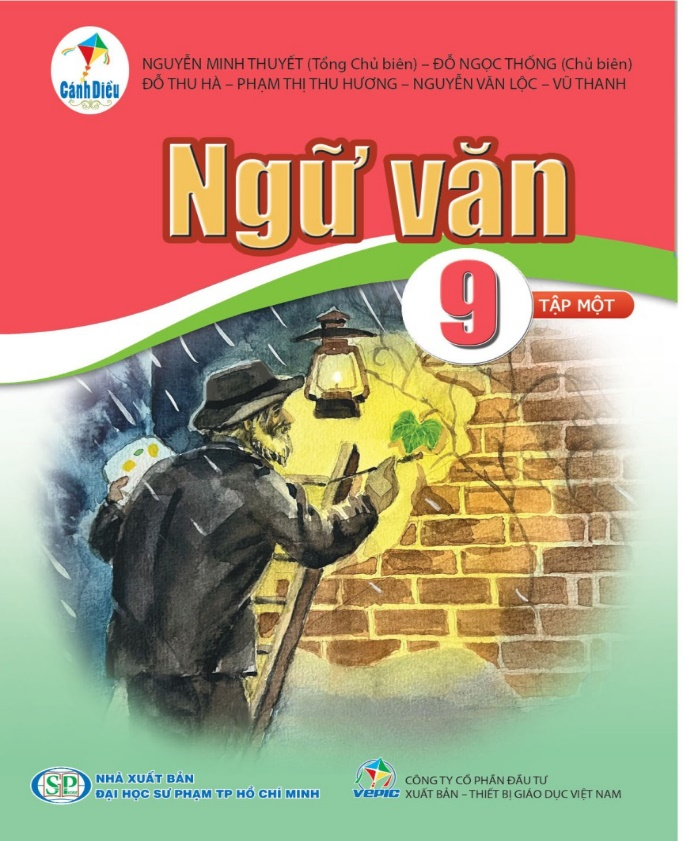 NGUYỄN MINH THUYẾT (Tổng Chủ biên) – ĐỖ NGỌC THỐNG (Chủ biên)
ĐỖ THU HÀ – PHẠM THỊ THU HƯƠNG – NGUYỄN VĂN LỘC – VŨ THANH
Cánh Diều
Ngữ văn
9
TẬP MỘT
SP
NHÀ XUẤT BẢN
ĐẠI HỌC SƯ PHẠM TP HỒ CHÍ MINH
VEPIC
CÔNG TY CỔ PHẦN ĐẦU TƯ
XUẤT BẢN – THIẾT BỊ GIÁO DỤC VIỆT NAM